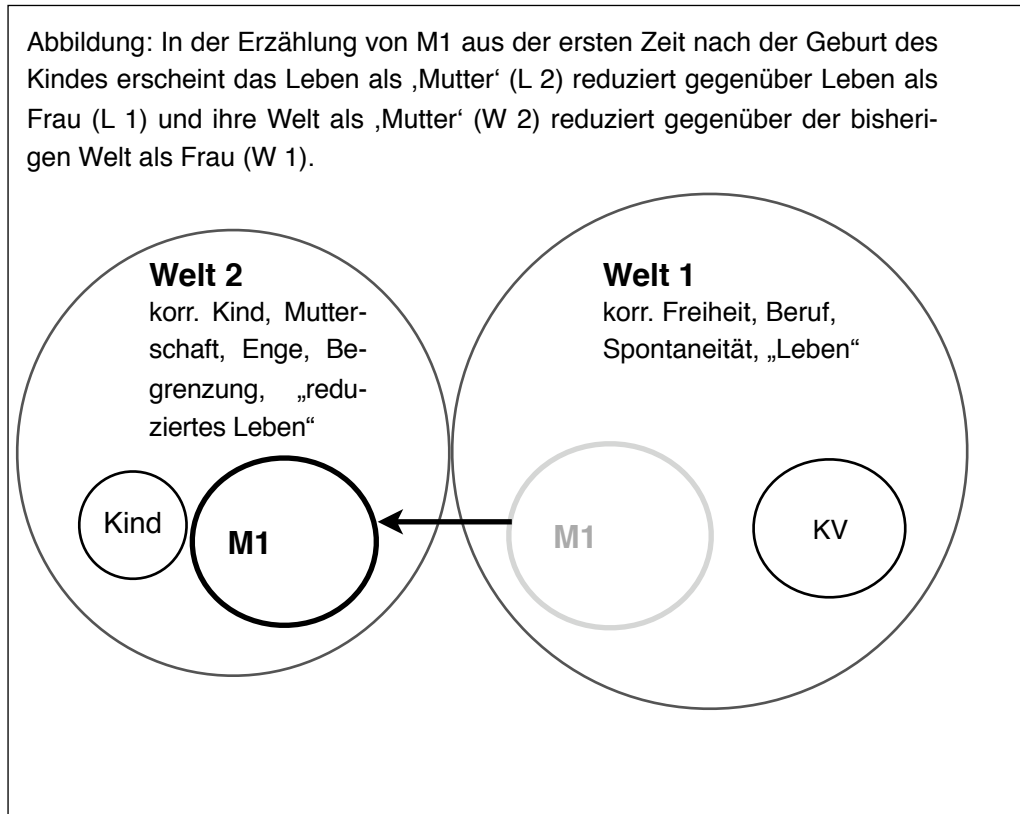 Abbildung: In der Erzählung von M1 aus der ersten Zeit nach der Geburt des
Kindes erscheint das Leben als ‚Mutter‘ (L 2) reduziert gegenüber Leben als
Frau (L 1) und ihre Welt als ‚Mutter‘ (W 2) reduziert gegenüber der bisheri-
gen Welt als Frau (W 1).
Welt 2
korr. Kind, Mutter-
schaft, Enge, Be-
grenzung, „redu-
ziertes Leben“
Welt 1
korr. Freiheit, Beruf,
Spontaneität, „Leben“
Kind
M1
M1
KV